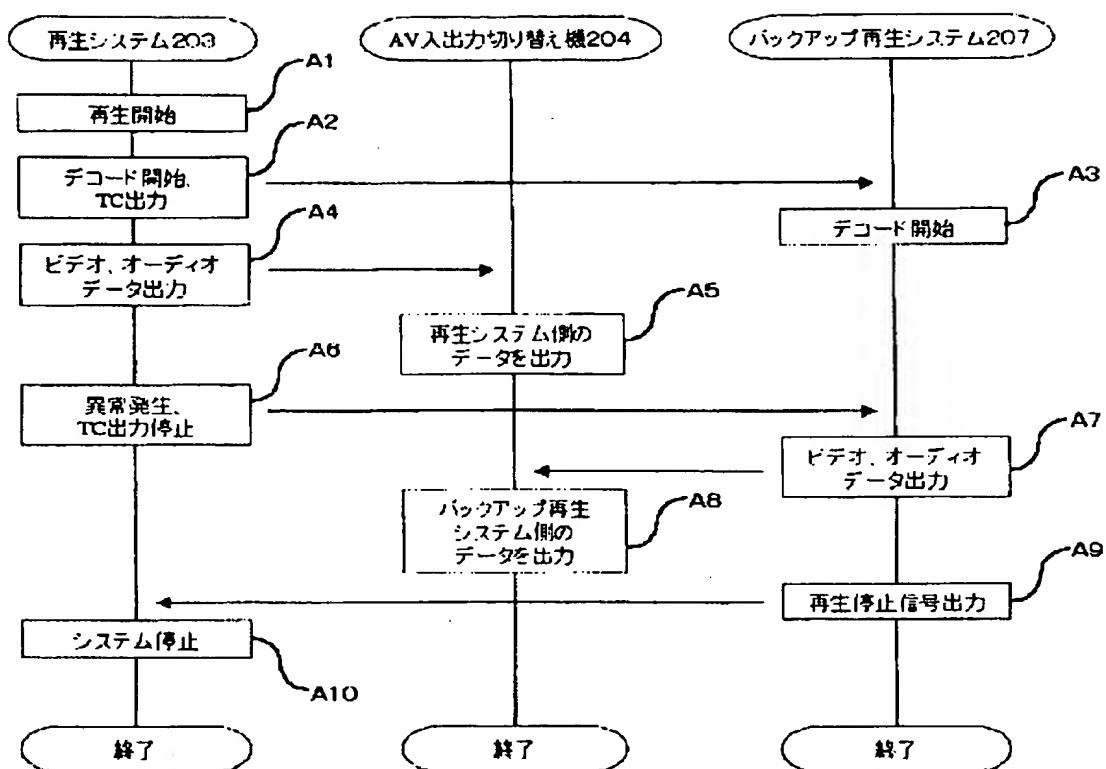 再生システム203
AV入出力切り替え機204
バックアップ再生システム207
A1
再生開始
A2
デコード開始、
TC出力
A3
デコード開始
A4
ビデオ、オーディオ
データ出力
A5
再生システム側の
データを出力
A6
異常発生、
TC出力停止
A7
ビデオ、オーディオ
データ出力
A8
バックアップ再生
システム側の
データを出力
A9
再生停止信号出力
システム停止
A10
終了
終了
終了